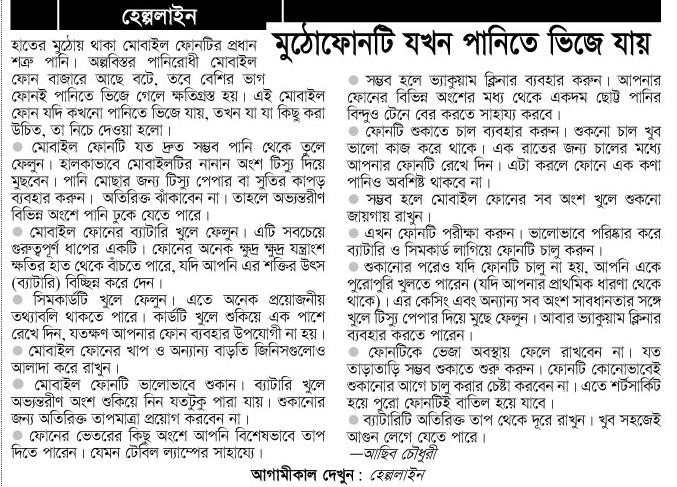 হেল্পলাইন
মুঠোফোনটি যখন পানিতে ভিজে যায়
হাতের মুঠোয় থাকা মোবাইল ফোনটির প্রধান
শত্রু পানি। অল্পবিস্তর পানিরোধী মোবাইল
ফোন বাজারে আছে বটে, তবে বেশির ভাগ
ফোনই পানিতে ভিজে গেলে ক্ষতিগ্রস্ত হয়। এই মোবাইল
ফোন যদি কখনো পানিতে ভিজে যায়, তখন যা যা কিছু করা
উচিত, তা নিচে দেওয়া হলো।
● মোবাইল ফোনটি যত দ্রুত সম্ভব পানি থেকে তুলে
ফেলুন। হালকাভাবে মোবাইলটির নানান অংশ টিস্যু দিয়ে
মুছবেন। পানি মোছার জন্য টিস্যু পেপার বা সুতির কাপড়
ব্যবহার করুন। অতিরিক্ত ঝাঁকাবেন না। তাহলে অভ্যন্তরীণ
বিভিন্ন অংশে পানি ঢুকে যেতে পারে।
● মোবাইল ফোনের ব্যাটারি খুলে ফেলুন। এটি সবচেয়ে
গুরুত্বপূর্ণ ধাপের একটি। ফোনের অনেক ক্ষুদ্র ক্ষুদ্র যন্ত্রাংশ
ক্ষতির হাত থেকে বাঁচতে পারে, যদি আপনি এর শক্তির উৎস
(ব্যাটারি) বিচ্ছিন্ন করে দেন।
● সিমকার্ডটি খুলে ফেলুন। এতে অনেক প্রয়োজনীয়
তথ্যাবলি থাকতে পারে। কার্ডটি খুলে শুকিয়ে এক পাশে
রেখে দিন, যতক্ষণ আপনার ফোন ব্যবহার উপযোগী না হয়।
● মোবাইল ফোনের খাপ ও অন্যান্য বাড়তি জিনিসগুলোও
আলাদা করে রাখুন।
● মোবাইল ফোনটি ভালোভাবে শুকান। ব্যাটারি খুলে
অভ্যন্তরীণ অংশ শুকিয়ে নিন যতটুকু পারা যায়। শুকানোর
জন্য অতিরিক্ত তাপমাত্রা প্রয়োগ করবেন না।
● ফোনের ভেতরের কিছু অংশে আপনি বিশেষভাবে তাপ
দিতে পারেন। যেমন টেবিল ল্যাম্পের সাহায্যে।
● সম্ভব হলে ভ্যাকুয়াম ক্লিনার ব্যবহার করুন। আপনার
ফোনের বিভিন্ন অংশের মধ্য থেকে একদম ছোট্ট পানির
বিন্দুও টেনে বের করতে সাহায্য করবে।
● ফোনটি শুকাতে চাল ব্যবহার করুন। শুকনো চাল খুব
ভালো কাজ করে থাকে। এক রাতের জন্য চালের মধ্যে
আপনার ফোনটি রেখে দিন। এটা করলে ফোনে এক কণা
পানিও অবশিষ্ট থাকবে না।
● সম্ভব হলে মোবাইল ফোনের সব অংশ খুলে শুকনো
জায়গায় রাখুন।
● এখন ফোনটি পরীক্ষা করুন। ভালোভাবে পরিষ্কার করে
ব্যাটারি ও সিমকার্ড লাগিয়ে ফোনটি চালু করুন।
● শুকানোর পরেও যদি ফোনটি চালু না হয়, আপনি একে
পুরোপুরি খুলতে পারেন (যদি আপনার প্রাথমিক ধারণা থেকে
থাকে)। এর কেসিং এবং অন্যান্য সব অংশ সাবধানতার সঙ্গে
খুলে টিস্যু পেপার দিয়ে মুছে ফেলুন। আবার ভ্যাকুয়াম ক্লিনার
ব্যবহার করতে পারেন।
● ফোনটিকে ভেজা অবস্থায় ফেলে রাখবেন না। যত
তাড়াতাড়ি সম্ভব শুকাতে শুরু করুন। ফোনটি কোনোভাবেই
শুকানোর আগে চালু করার চেষ্টা করবেন না। এতে শর্টসার্কিট
হয়ে পুরো ফোনটিই বাতিল হয়ে যাবে।
● ব্যাটারিটি অতিরিক্ত তাপ থেকে দূরে রাখুন। খুব সহজেই
আগুন লেগে যেতে পারে।
—আছিব চৌধুরী
আগামীকাল দেখুন : হেল্পলাইন